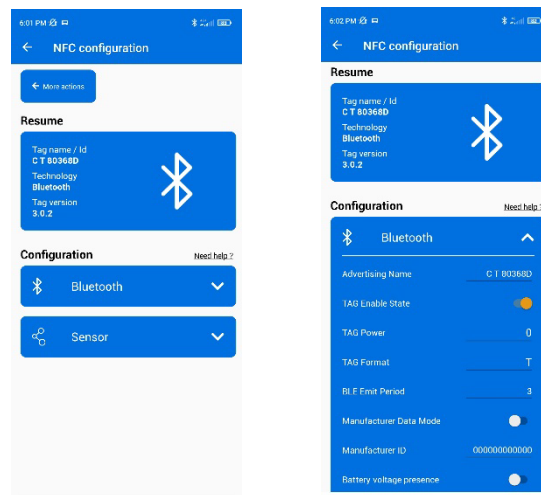 6:01 PM
NFC configuration
More actions
Resume
Tag name / Id
C T 80368D
Technology
Bluetooth
Tag version
3.0.2
Configuration
Need help ?
Bluetooth
Sensor
6:02 PM
NFC configuration
Resume
Tag name / Id
C T 80368D
Technology
Bluetooth
Tag version
3.0.2
Configuration
Need help ?
Bluetooth
Advertising Name C T 80368D
TAG Enable State
TAG Power 0
TAG Format T
BLE Emit Period 3
Manufacturer Data Mode
Manufacturer ID 000000000000
Battery voltage presence